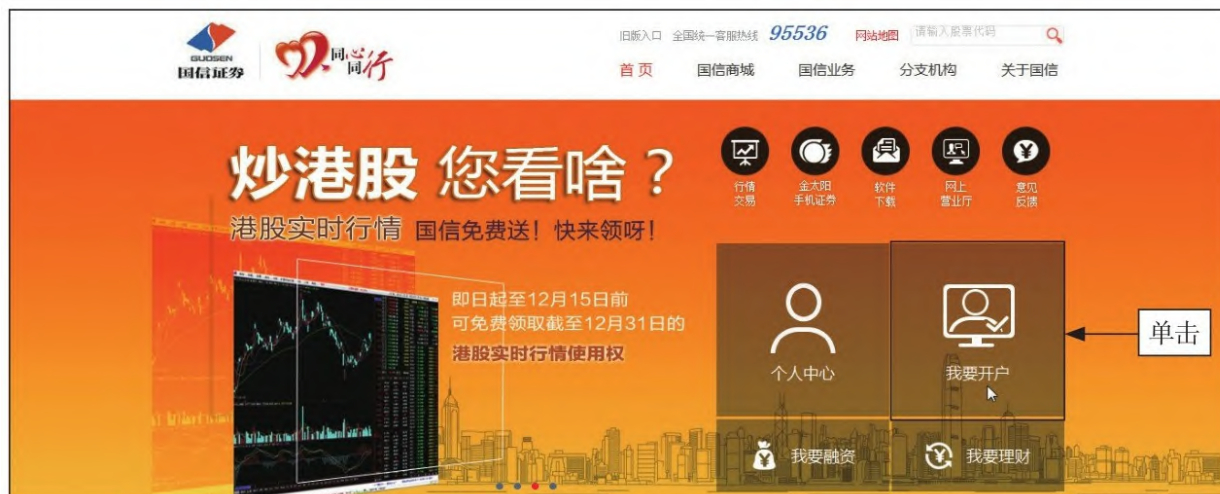 GUOSEN
国信证券
同心
同行
旧版入口 全国统一客服热线 95536 网站地图 请输入股票代码
首页 国信商城 国信业务 分支机构 关于国信
炒港股 您看啥？
港股实时行情 国信免费送！快来领呀！
即日起至12月15日前
可免费领取截至12月31日的
港股实时行情使用权
行情
交易
金太阳
手机证券
软件
下载
网上
营业厅
意见
反馈
个人中心
我要开户
单击
我要融资
我要理财